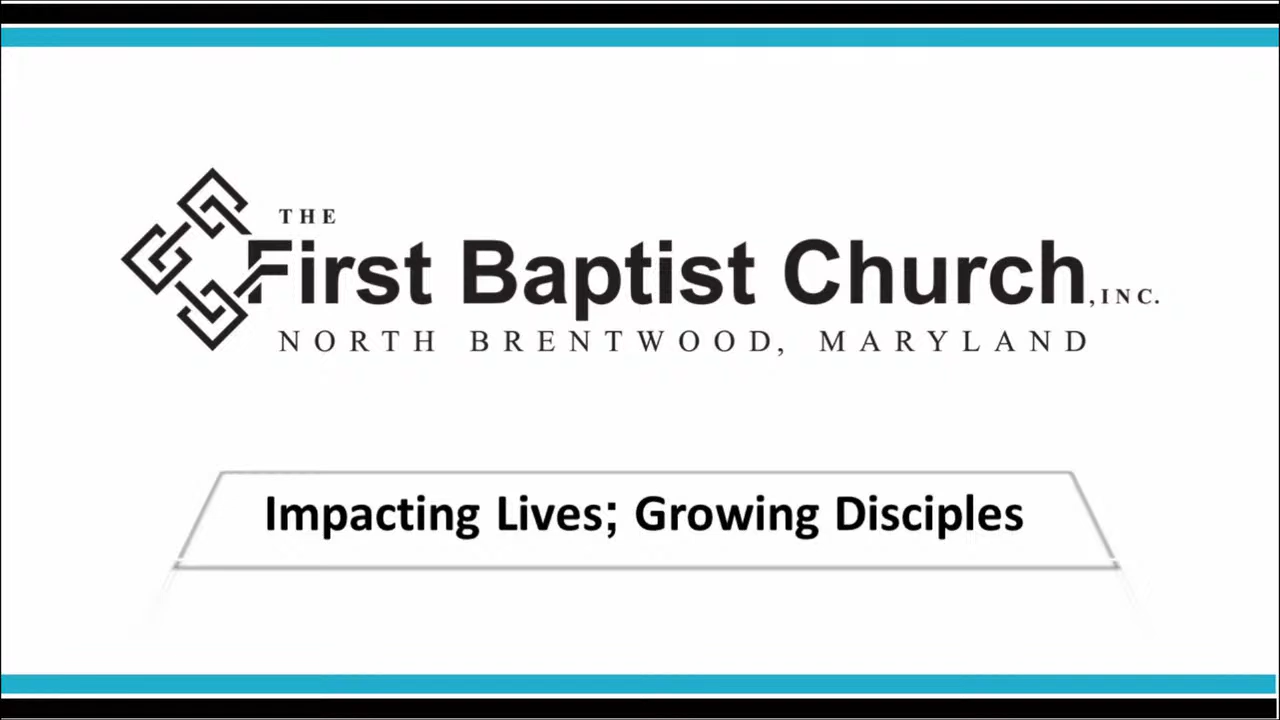 THE
First Baptist Church, INC.
NORTH BRENTWOOD, MARYLAND
Impacting Lives; Growing Disciples